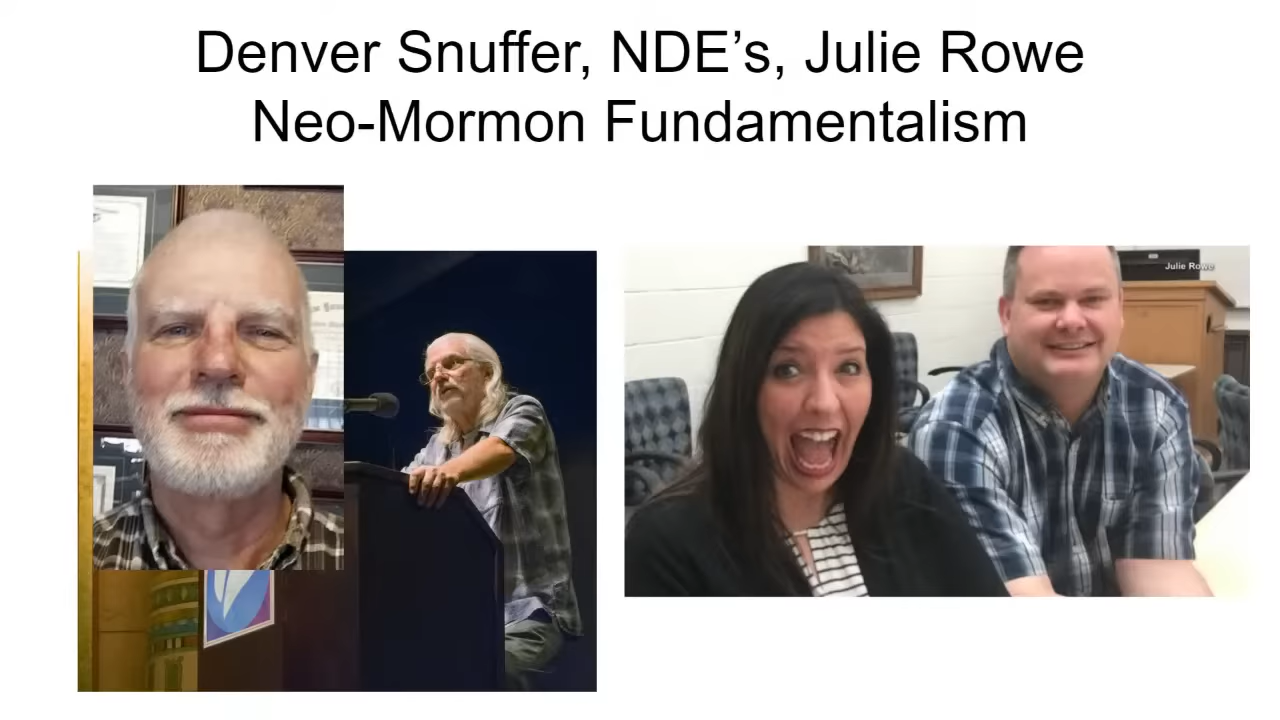 Denver Snuffer, NDE’s, Julie Rowe
Neo-Mormon Fundamentalism
Julie Rowe